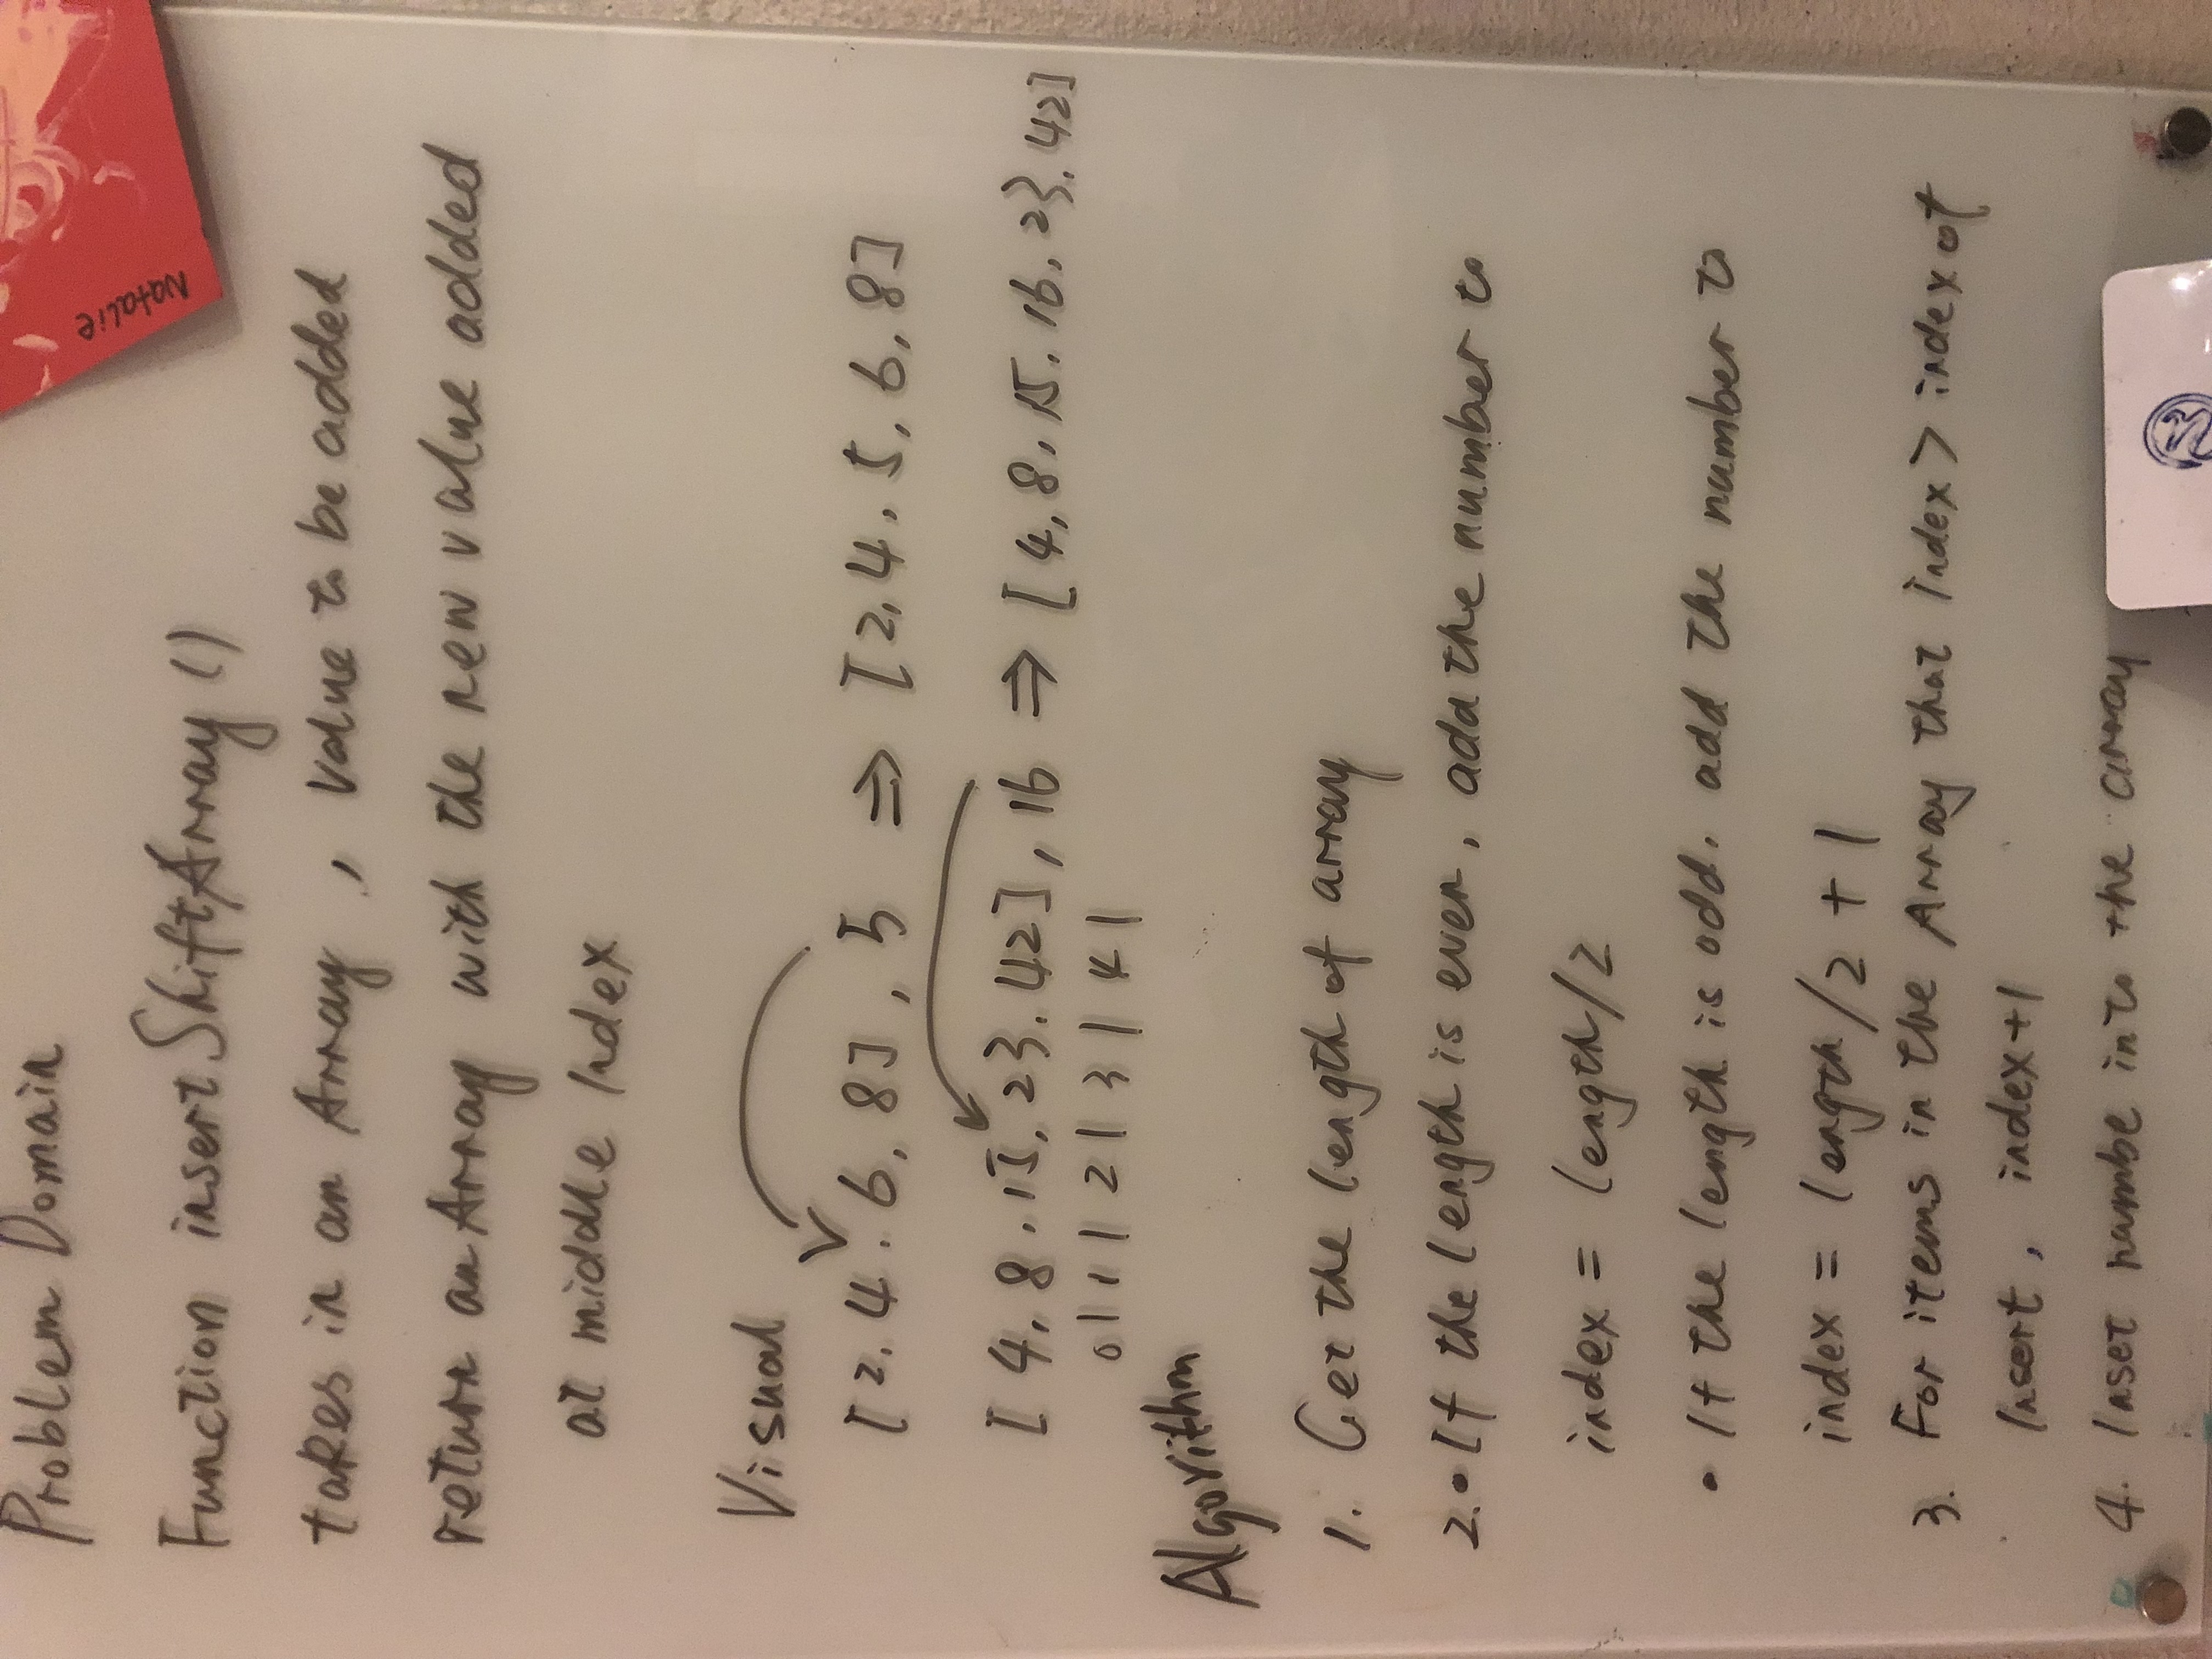 Problem Domain
Natalie
Function insertShiftArray ()
takes in an Array , value to be added
return an Array with the new value added
at middle Index
Visual
[2, 4, 6, 8] , 5 ⇒ [2, 4, 5, 6, 8]
[ 4, 8, 15, 23, 42], 16 ⇒ [4, 8, 15, 16, 23, 42]
0| 1| 2| 3| 4|
Algorithm
1. Get the length of array
2. • If the length is even, add the number to
index = length/2
• If the length is odd, add the number to
index = length/2 + 1
3. For items in the Array that index > index of
Insert, index+1
4. Inset numbe into the array